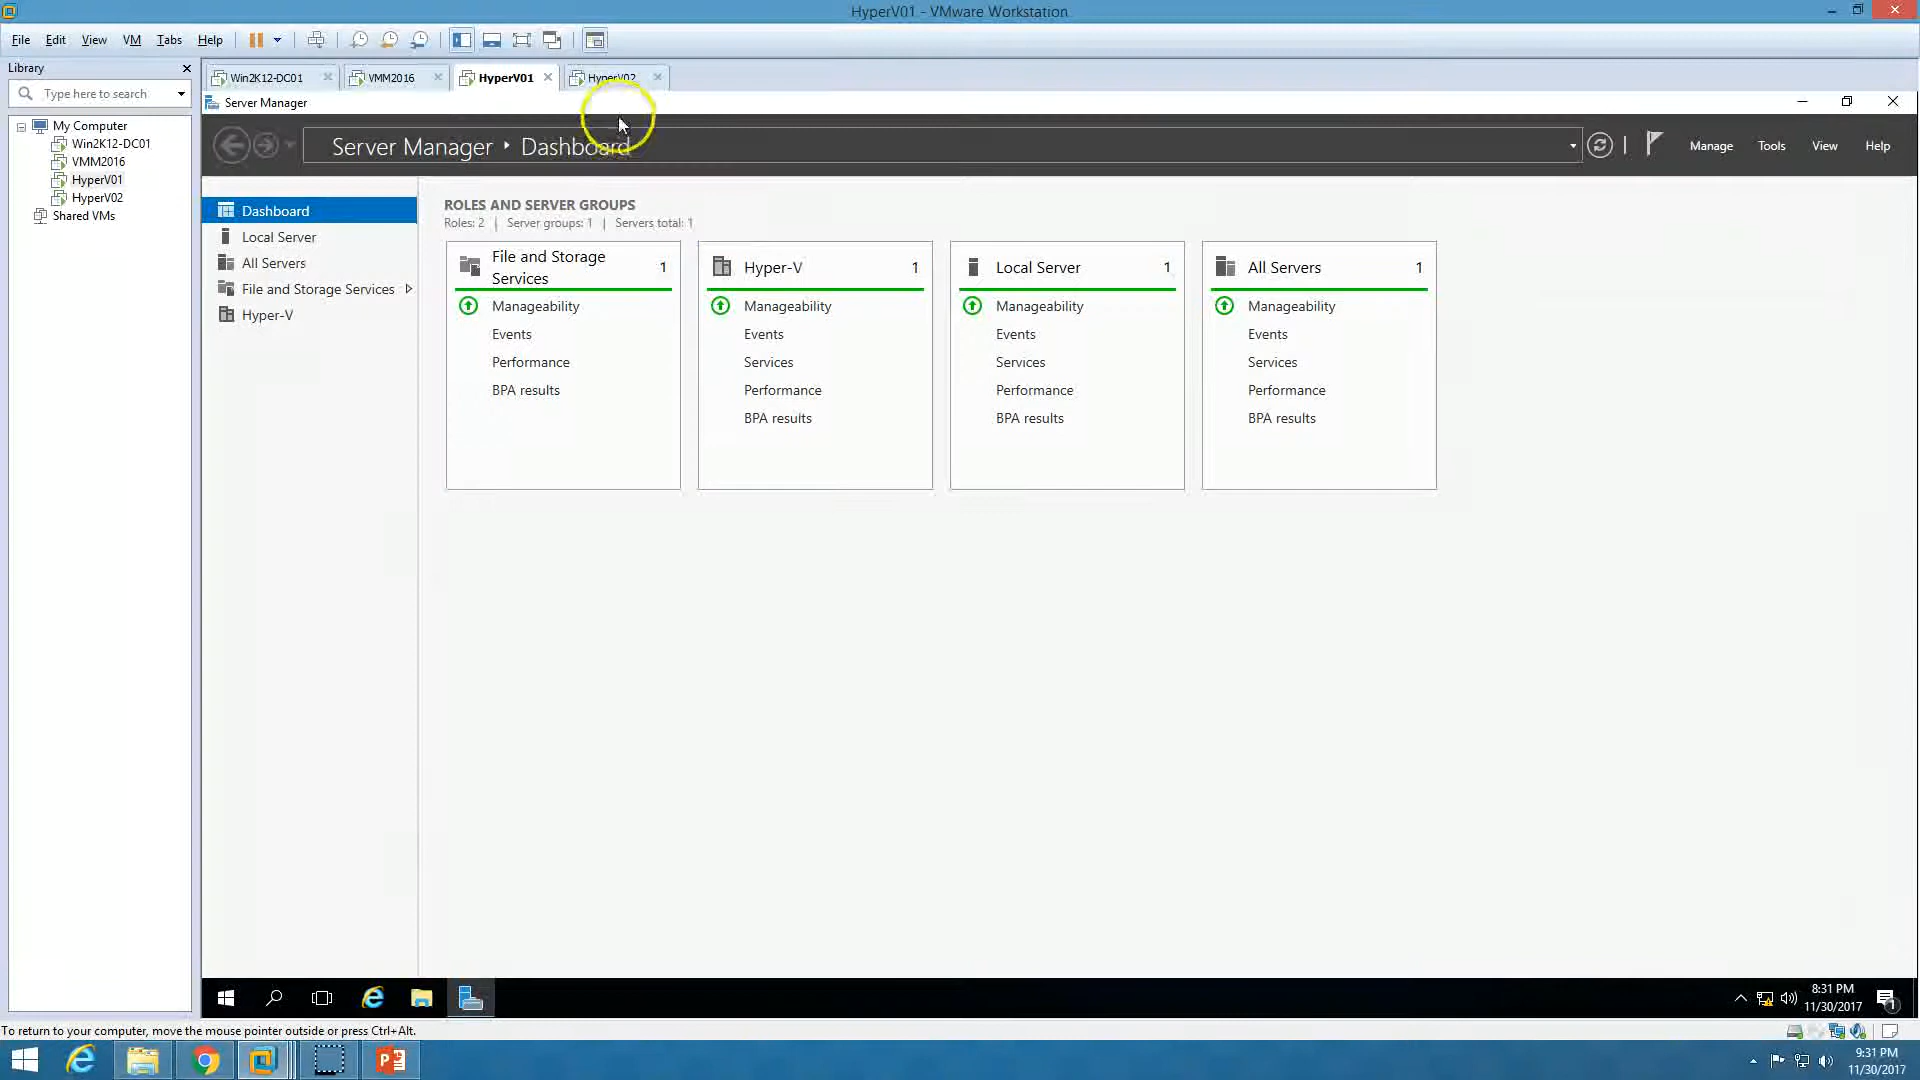 HyperV01 - VMware Workstation
File Edit View VM Tabs Help
Library
Type here to search
My Computer
Win2K12-DC01
VMM2016
HyperV01
HyperV02
Shared VMs
Win2K12-DC01 VMM2016 HyperV01 HyperV02
Server Manager
Server Manager Dashboard
Manage Tools View Help
Dashboard
Local Server
All Servers
File and Storage Services
Hyper-V
ROLES AND SERVER GROUPS
Roles: 2 | Server groups: 1 | Servers total: 1
File and Storage
Services 1
Manageability
Events
Performance
BPA results
Hyper-V 1
Manageability
Events
Services
Performance
BPA results
Local Server 1
Manageability
Events
Services
Performance
BPA results
All Servers 1
Manageability
Events
Services
Performance
BPA results
8:31 PM
11/30/2017
1
To return to your computer, move the mouse pointer outside or press Ctrl+Alt.
9:31 PM
11/30/2017